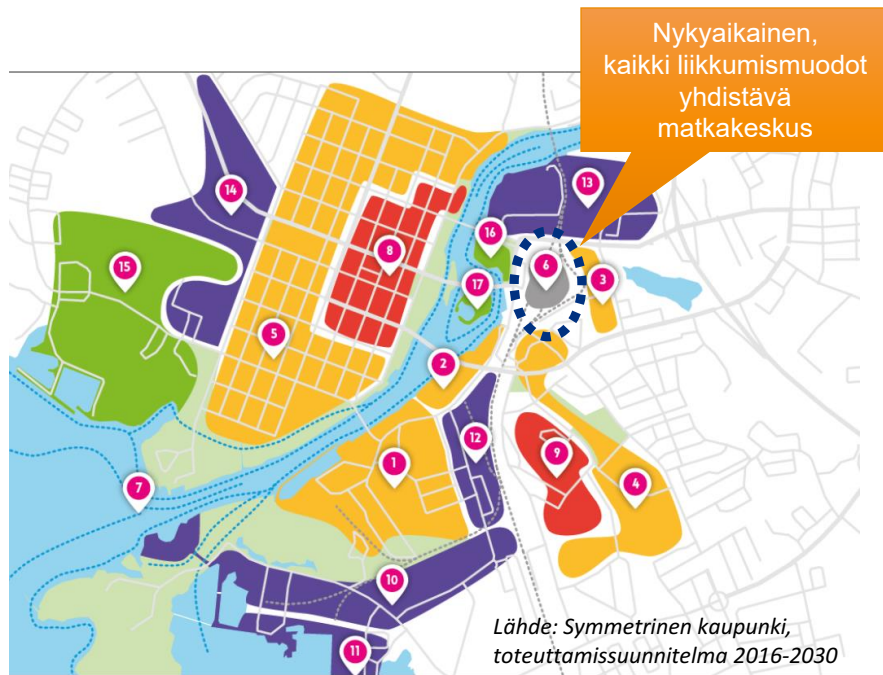 Nykyaikainen,
kaikki liikkumismuodot
yhdistävä
matkakeskus
13
14
16
8
6
15
3
17
5
2
12
1
9
4
7
10
Lähde: Symmetrinen kaupunki,
toteuttamissuunnitelma 2016-2030
11